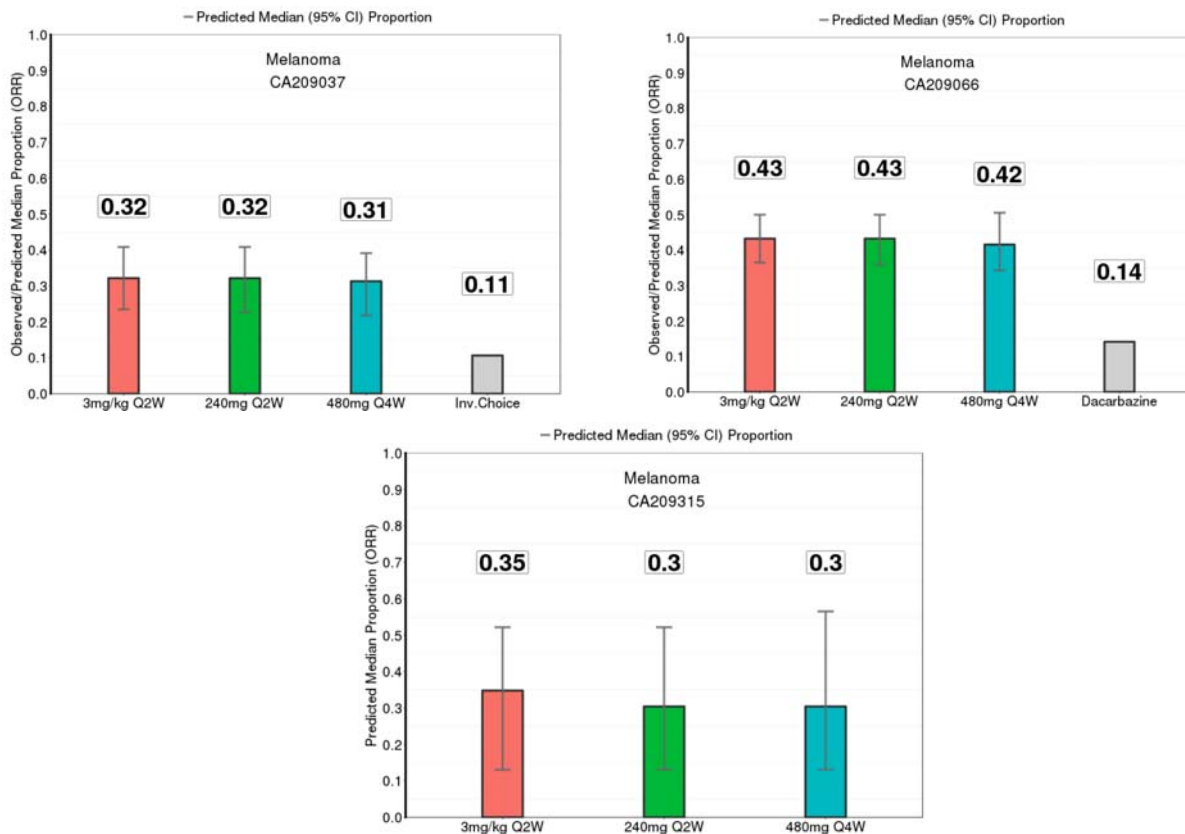 — Predicted Median (95% CI) Proportion
Observed/Predicted Median Proportion (ORR)
1.0
0.9
0.8
0.7
0.6
0.5
0.4
0.3
0.2
0.1
0.0
Melanoma
CA209037
0.32
0.32
0.31
0.11
3mg/kg Q2W 240mg Q2W 480mg Q4W Inv.Choice
— Predicted Median (95% CI) Proportion
Observed/Predicted Median Proportion (ORR)
1.0
0.9
0.8
0.7
0.6
0.5
0.4
0.3
0.2
0.1
0.0
Melanoma
CA209066
0.43
0.43
0.42
0.14
3mg/kg Q2W 240mg Q2W 480mg Q4W Dacarbazine
— Predicted Median (95% CI) Proportion
Predicted Median Proportion (ORR)
1.0
0.9
0.8
0.7
0.6
0.5
0.4
0.3
0.2
0.1
0.0
Melanoma
CA209315
0.35
0.3
0.3
3mg/kg Q2W 240mg Q2W 480mg Q4W